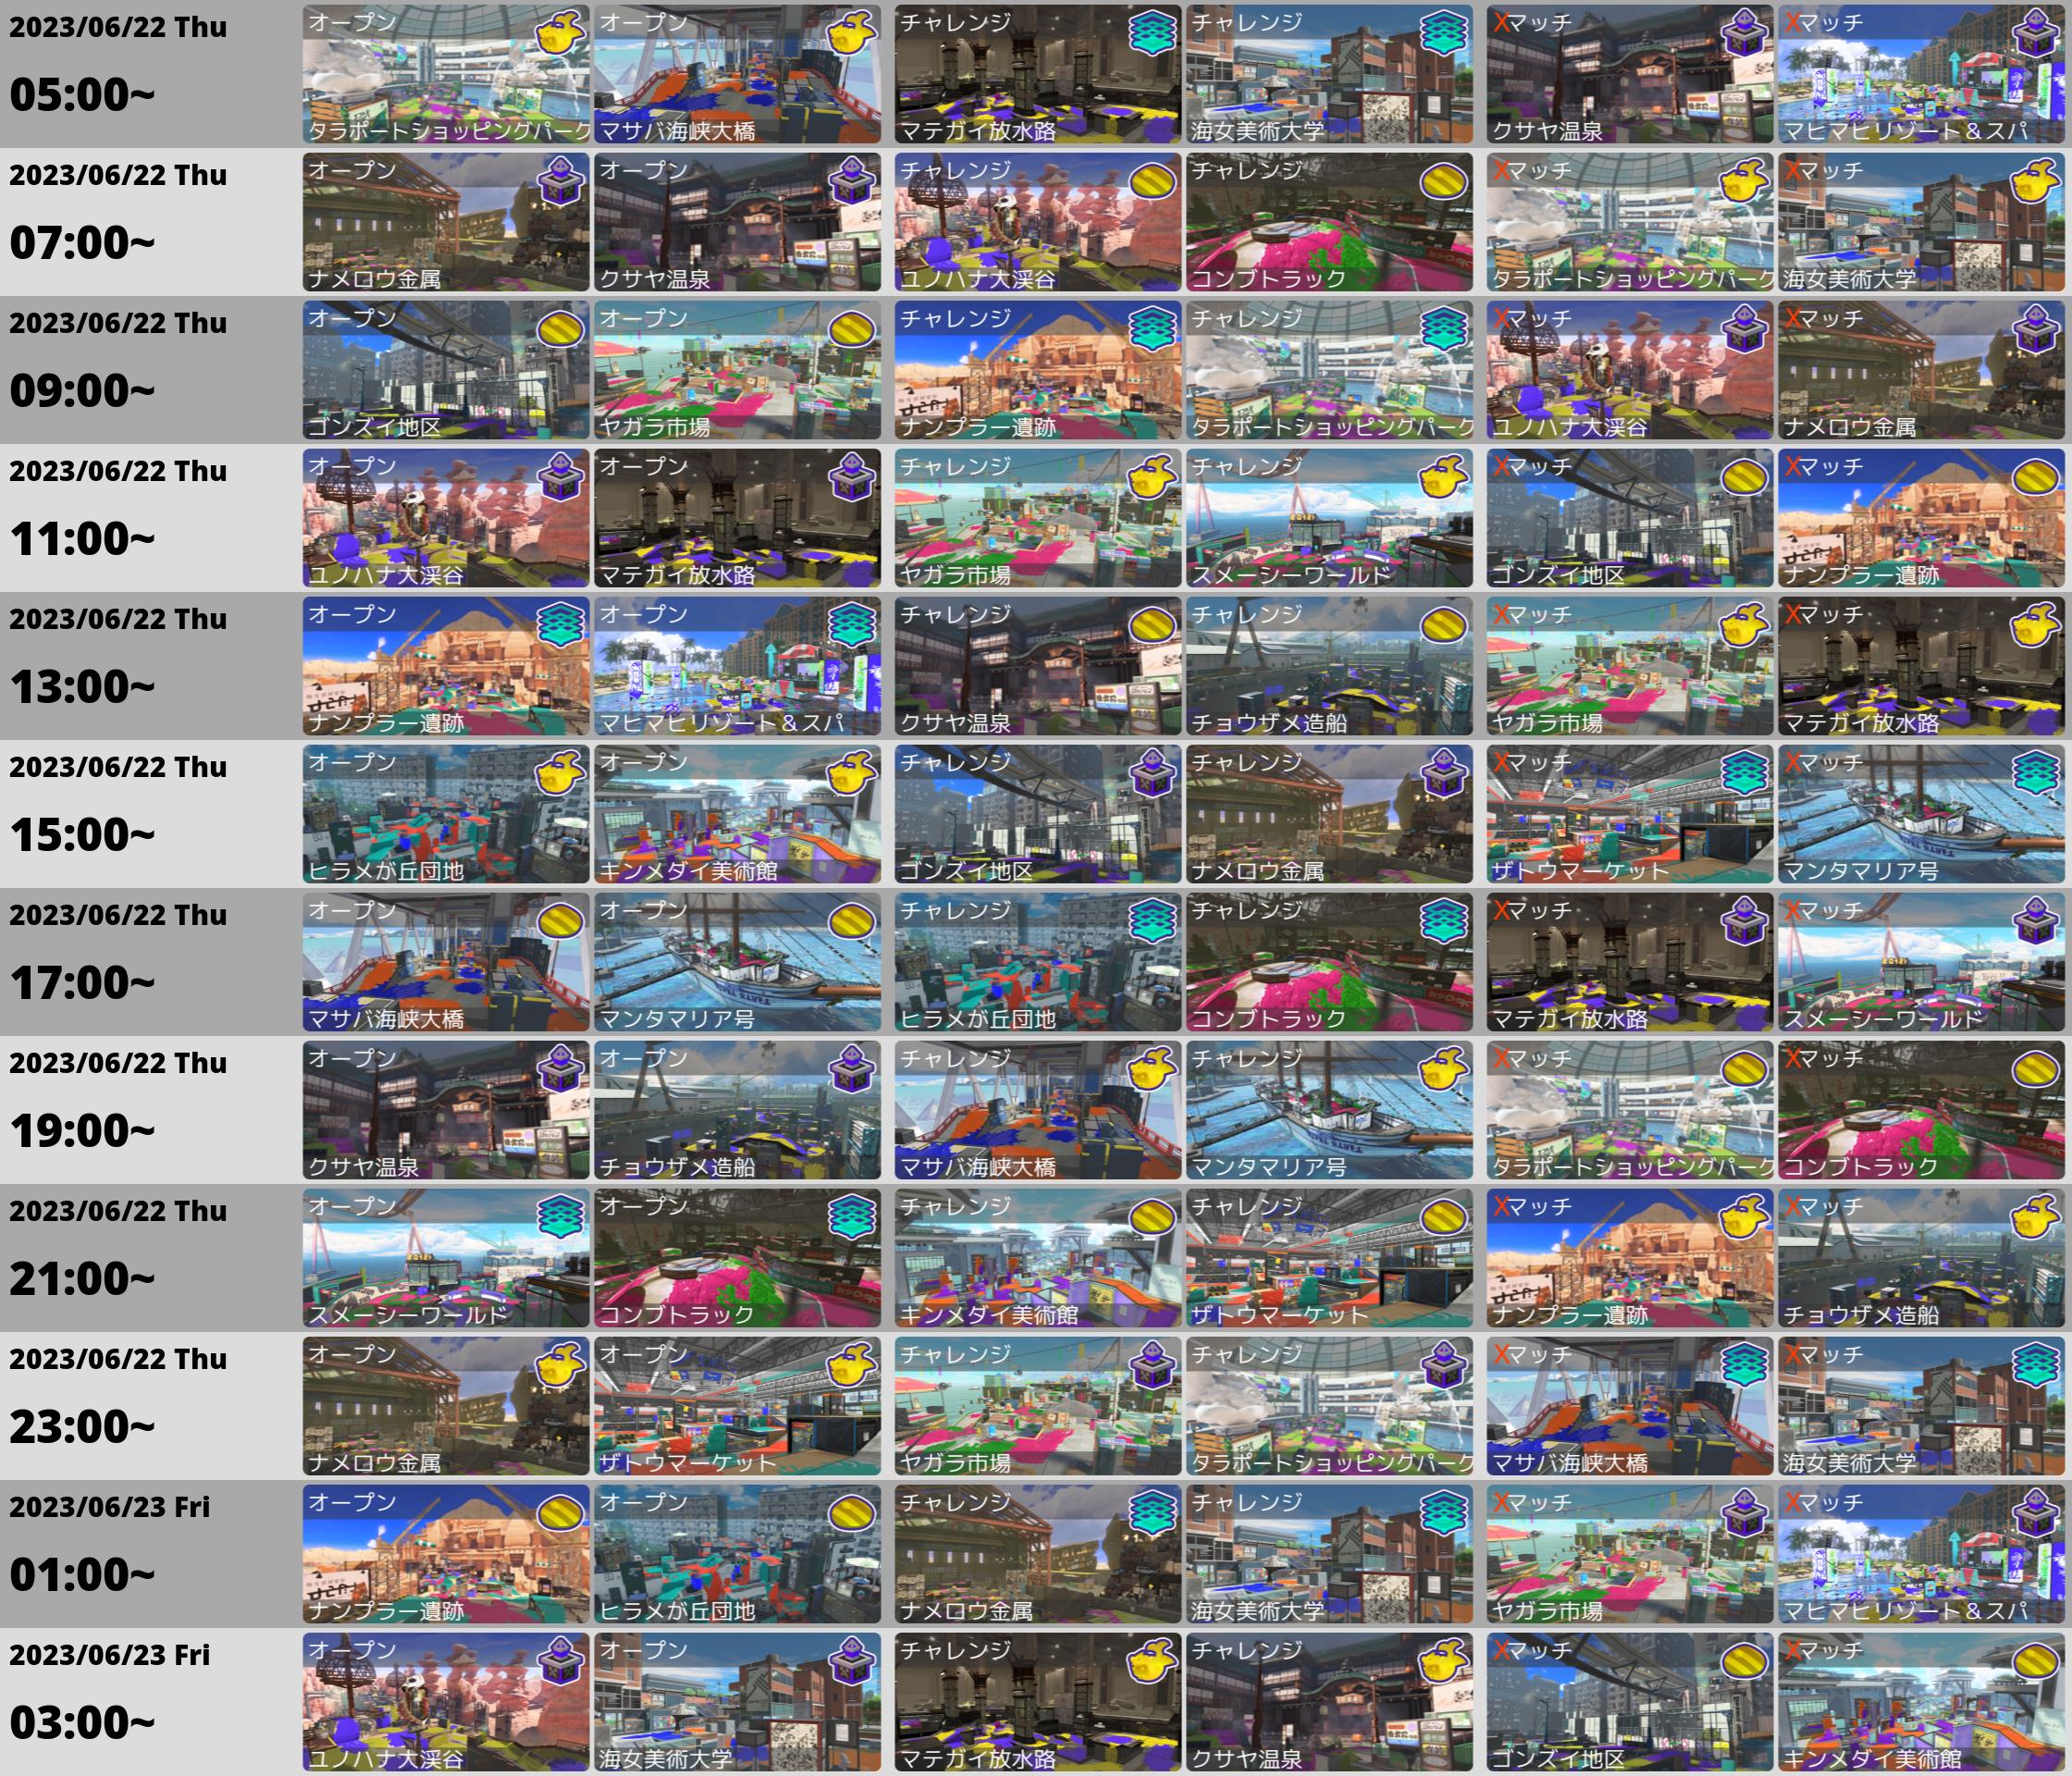 2023/06/22 Thu
05:00~
オープン オープン チャレンジ チャレンジ Xマッチ Xマッチ
タラポートショッピングパーク マサバ海峡大橋 マテガイ放水路 海女美術大学 クサヤ温泉 マヒマヒリゾート&スパ
2023/06/22 Thu
07:00~
オープン オープン チャレンジ チャレンジ Xマッチ Xマッチ
ナメロウ金属 クサヤ温泉 ユノハナ大渓谷 コンブトラック タラポートショッピングパーク 海女美術大学
2023/06/22 Thu
09:00~
オープン オープン チャレンジ チャレンジ Xマッチ Xマッチ
ゴンズイ地区 ヤガラ市場 ナンプラー遺跡 タラポートショッピングパーク ユノハナ大渓谷 ナメロウ金属
2023/06/22 Thu
11:00~
オープン オープン チャレンジ チャレンジ Xマッチ Xマッチ
ユノハナ大渓谷 マテガイ放水路 ヤガラ市場 スメーシーワールド ゴンズイ地区 ナンプラー遺跡
2023/06/22 Thu
13:00~
オープン オープン チャレンジ チャレンジ Xマッチ Xマッチ
ナンプラー遺跡 マヒマヒリゾート&スパ クサヤ温泉 チョウザメ造船 ヤガラ市場 マテガイ放水路
2023/06/22 Thu
15:00~
オープン オープン チャレンジ チャレンジ Xマッチ Xマッチ
ヒラメが丘団地 キンメダイ美術館 ゴンズイ地区 ナメロウ金属 ザトウマーケット マンタマリア号
2023/06/22 Thu
17:00~
オープン オープン チャレンジ チャレンジ Xマッチ Xマッチ
マサバ海峡大橋 マンタマリア号 ヒラメが丘団地 コンブトラック マテガイ放水路 スメーシーワールド
2023/06/22 Thu
19:00~
オープン オープン チャレンジ チャレンジ Xマッチ Xマッチ
クサヤ温泉 チョウザメ造船 マサバ海峡大橋 マンタマリア号 タラポートショッピングパーク コンブトラック
2023/06/22 Thu
21:00~
オープン オープン チャレンジ チャレンジ Xマッチ Xマッチ
スメーシーワールド コンブトラック キンメダイ美術館 ザトウマーケット ナンプラー遺跡 チョウザメ造船
2023/06/22 Thu
23:00~
オープン オープン チャレンジ チャレンジ Xマッチ Xマッチ
ナメロウ金属 ザトウマーケット ヤガラ市場 タラポートショッピングパーク マサバ海峡大橋 海女美術大学
2023/06/23 Fri
01:00~
オープン オープン チャレンジ チャレンジ Xマッチ Xマッチ
ナンプラー遺跡 ヒラメが丘団地 ナメロウ金属 海女美術大学 ヤガラ市場 マヒマヒリゾート&スパ
2023/06/23 Fri
03:00~
オープン オープン チャレンジ チャレンジ Xマッチ Xマッチ
ユノハナ大渓谷 海女美術大学 マテガイ放水路 クサヤ温泉 ゴンズイ地区 キンメダイ美術館